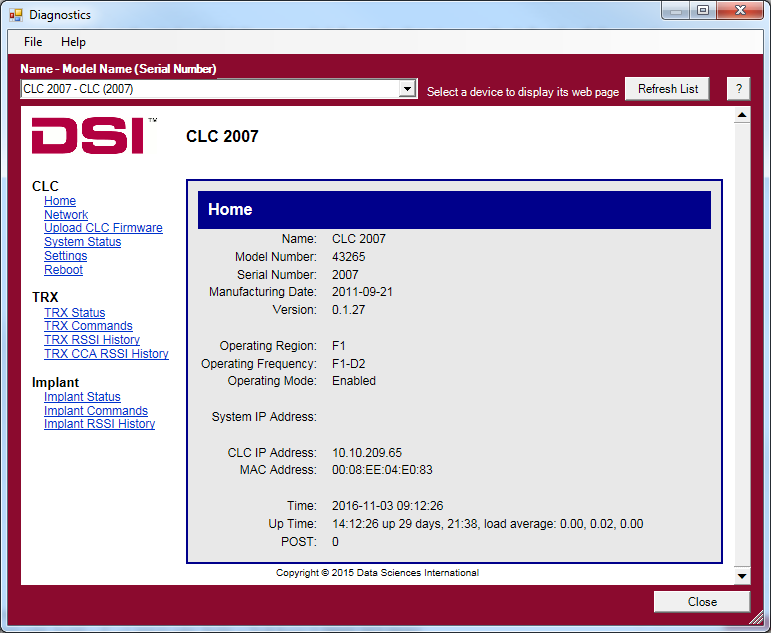 Diagnostics
File Help
Name - Model Name (Serial Number)
CLC 2007 - CLC (2007)
Select a device to display its web page
Refresh List
?
DSI™
CLC 2007
CLC
Home
Network
Upload CLC Firmware
System Status
Settings
Reboot
TRX
TRX Status
TRX Commands
TRX RSSI History
TRX CCA RSSI History
Implant
Implant Status
Implant Commands
Implant RSSI History
Home
Name: CLC 2007
Model Number: 43265
Serial Number: 2007
Manufacturing Date: 2011-09-21
Version: 0.1.27
Operating Region: F1
Operating Frequency: F1-D2
Operating Mode: Enabled
System IP Address:
CLC IP Address: 10.10.209.65
MAC Address: 00:08:EE:04:E0:83
Time: 2016-11-03 09:12:26
Up Time: 14:12:26 up 29 days, 21:38, load average: 0.00, 0.02, 0.00
POST: 0
Copyright © 2015 Data Sciences International
Close